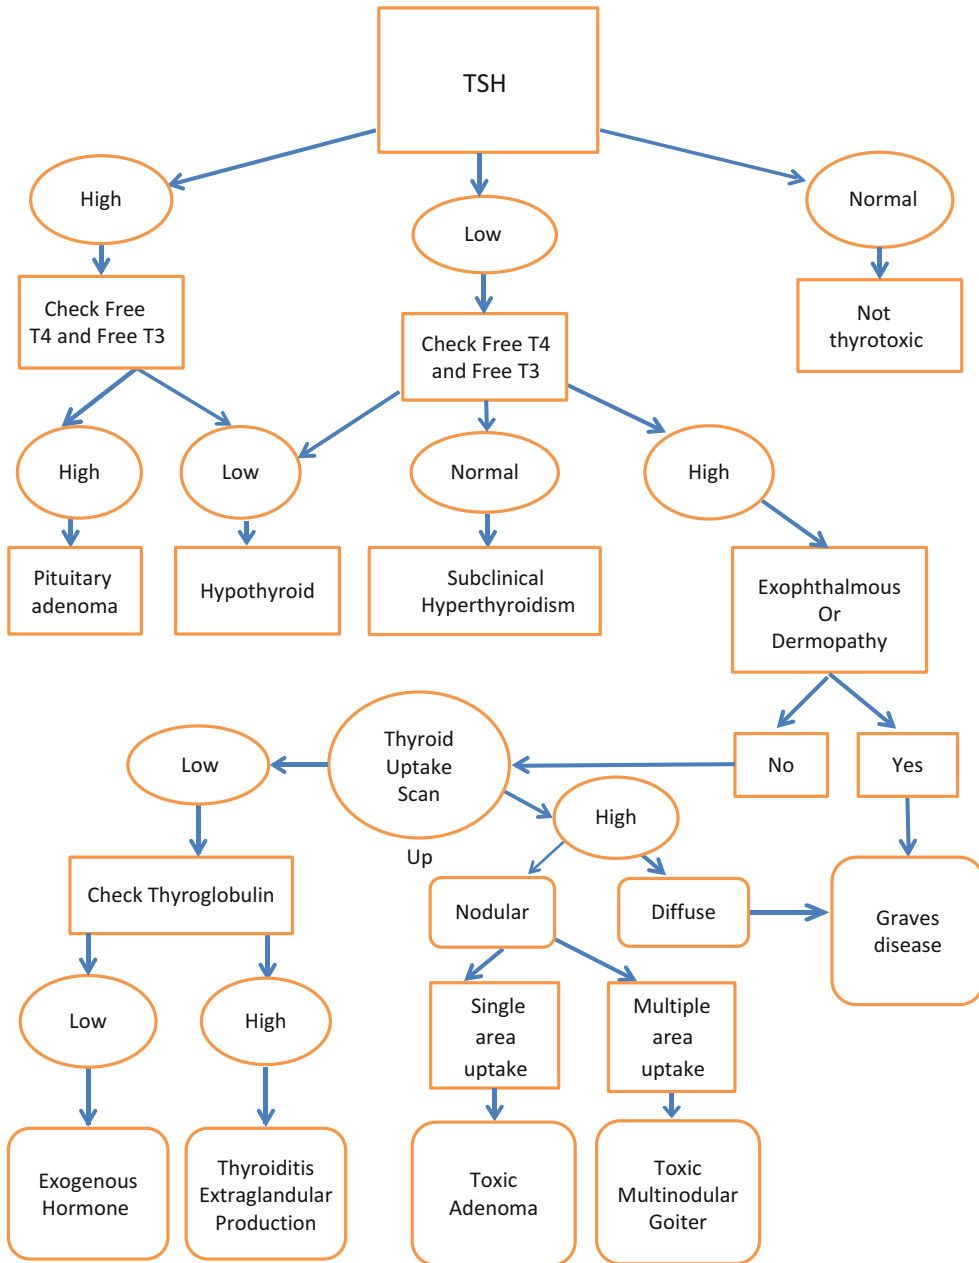 TSH
High
Low
Normal
Check Free
T4 and Free T3
Check Free T4
and Free T3
Not
thyrotoxic
High
Low
Normal
High
Pituitary
adenoma
Hypothyroid
Subclinical
Hyperthyroidism
Exophthalmous
Or
Dermopathy
No
Yes
Thyroid
Uptake
Scan
Up
Low
High
Check Thyroglobulin
Nodular
Diffuse
Graves
disease
Low
High
Single
area
uptake
Multiple
area
uptake
Exogenous
Hormone
Thyroiditis
Extraglandular
Production
Toxic
Adenoma
Toxic
Multinodular
Goiter